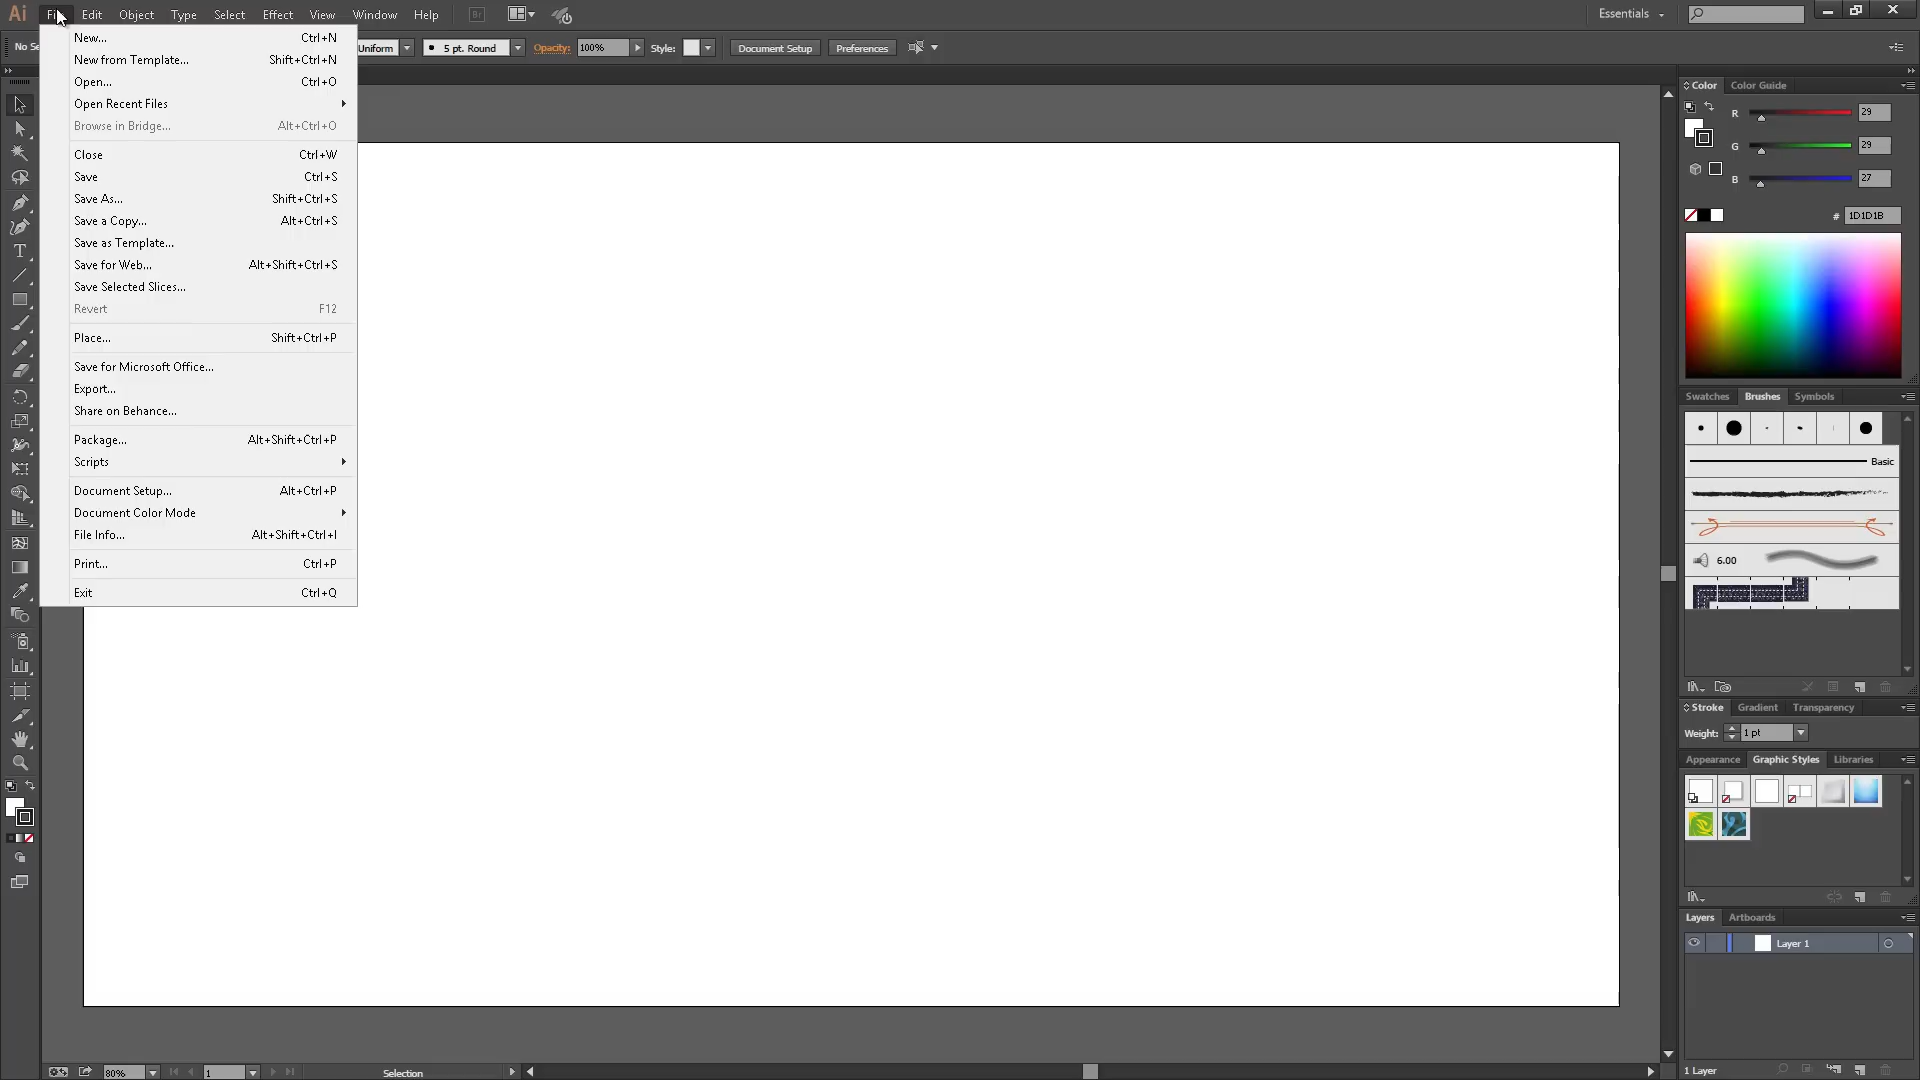 Ai Fi Edit Object Type Select Effect View Window Help Br Essentials
No Se Uniform 5 pt. Round Opacity: 100% Style: Document Setup Preferences
New... Ctrl+N
New from Template... Shift+Ctrl+N
Open... Ctrl+O
Open Recent Files
Browse in Bridge... Alt+Ctrl+O
Close Ctrl+W
Save Ctrl+S
Save As... Shift+Ctrl+S
Save a Copy... Alt+Ctrl+S
Save as Template...
Save for Web... Alt+Shift+Ctrl+S
Save Selected Slices...
Revert F12
Place... Shift+Ctrl+P
Save for Microsoft Office...
Export...
Share on Behance...
Package... Alt+Shift+Ctrl+P
Scripts
Document Setup... Alt+Ctrl+P
Document Color Mode
File Info... Alt+Shift+Ctrl+I
Print... Ctrl+P
Exit Ctrl+Q
Color Color Guide
R 29
G 29
B 27
# 1D1D1B
Swatches Brushes Symbols
Basic
6.00
Stroke Gradient Transparency
Weight: 1 pt
Appearance Graphic Styles Libraries
Layers Artboards
Layer 1
1 Layer
80% 1 Selection